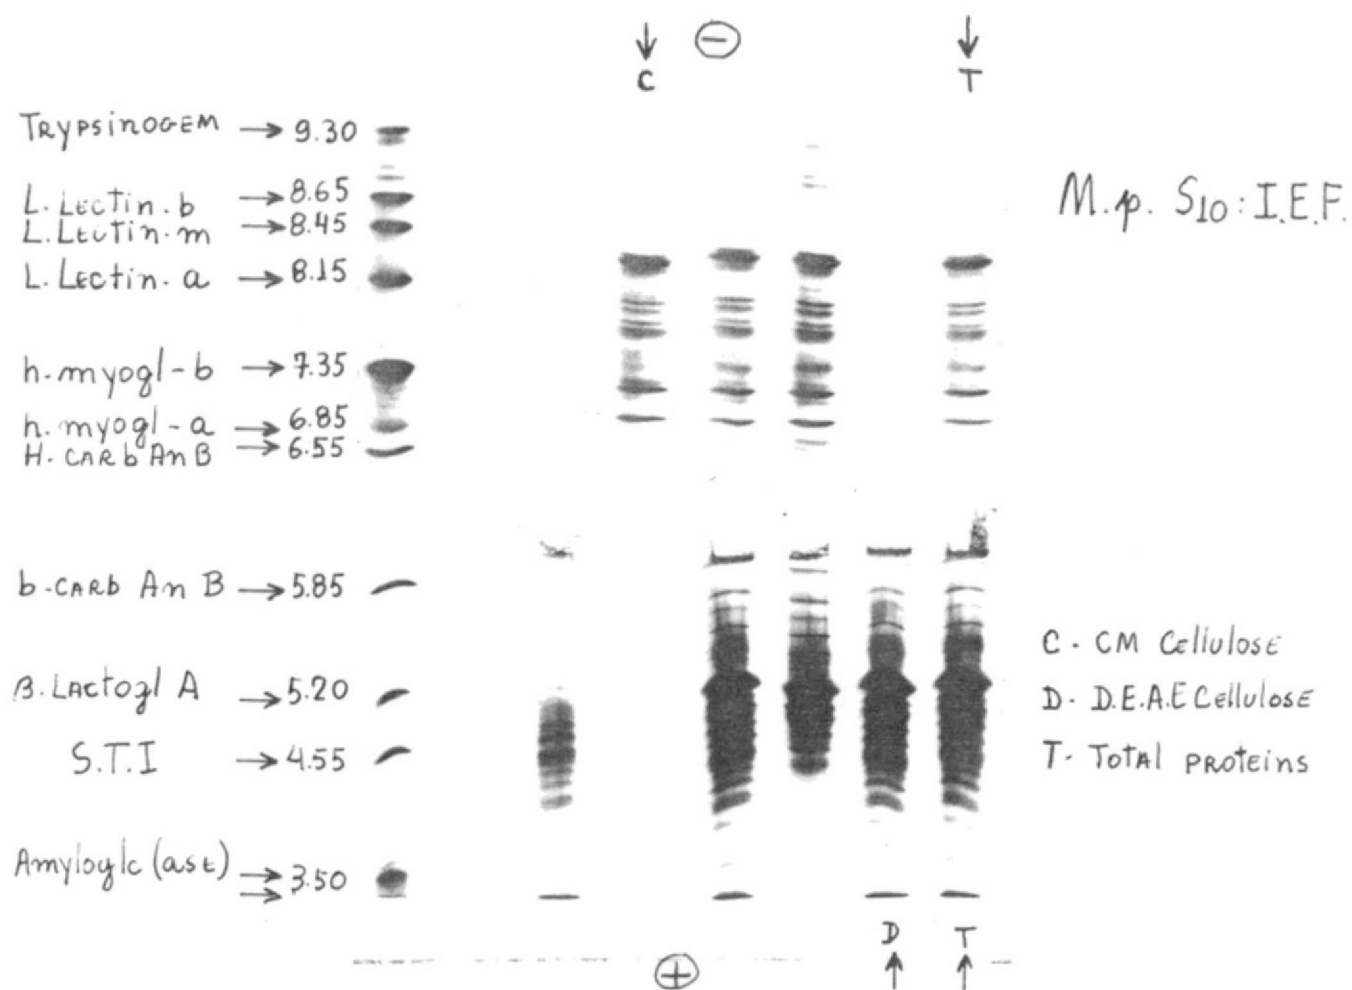 ⊖
C
T
TRYPSINOGEM → 9.30
L. LECTIN. b → 8.65
L. LECTIN. m → 8.45
L. LECTIN. a → 8.15
h. myogl-b → 7.35
h. myogl-a → 6.85
H. CARb An B → 6.55
b-CARb An B → 5.85
β. LACTOgl A → 5.20
S.T.I → 4.55
Amyloglc (ast) → 3.50
M.p. S10: I.E.F.
C - CM Cellulose
D - D.E.A.E Cellulose
T - Total proteins
D
T
⊕